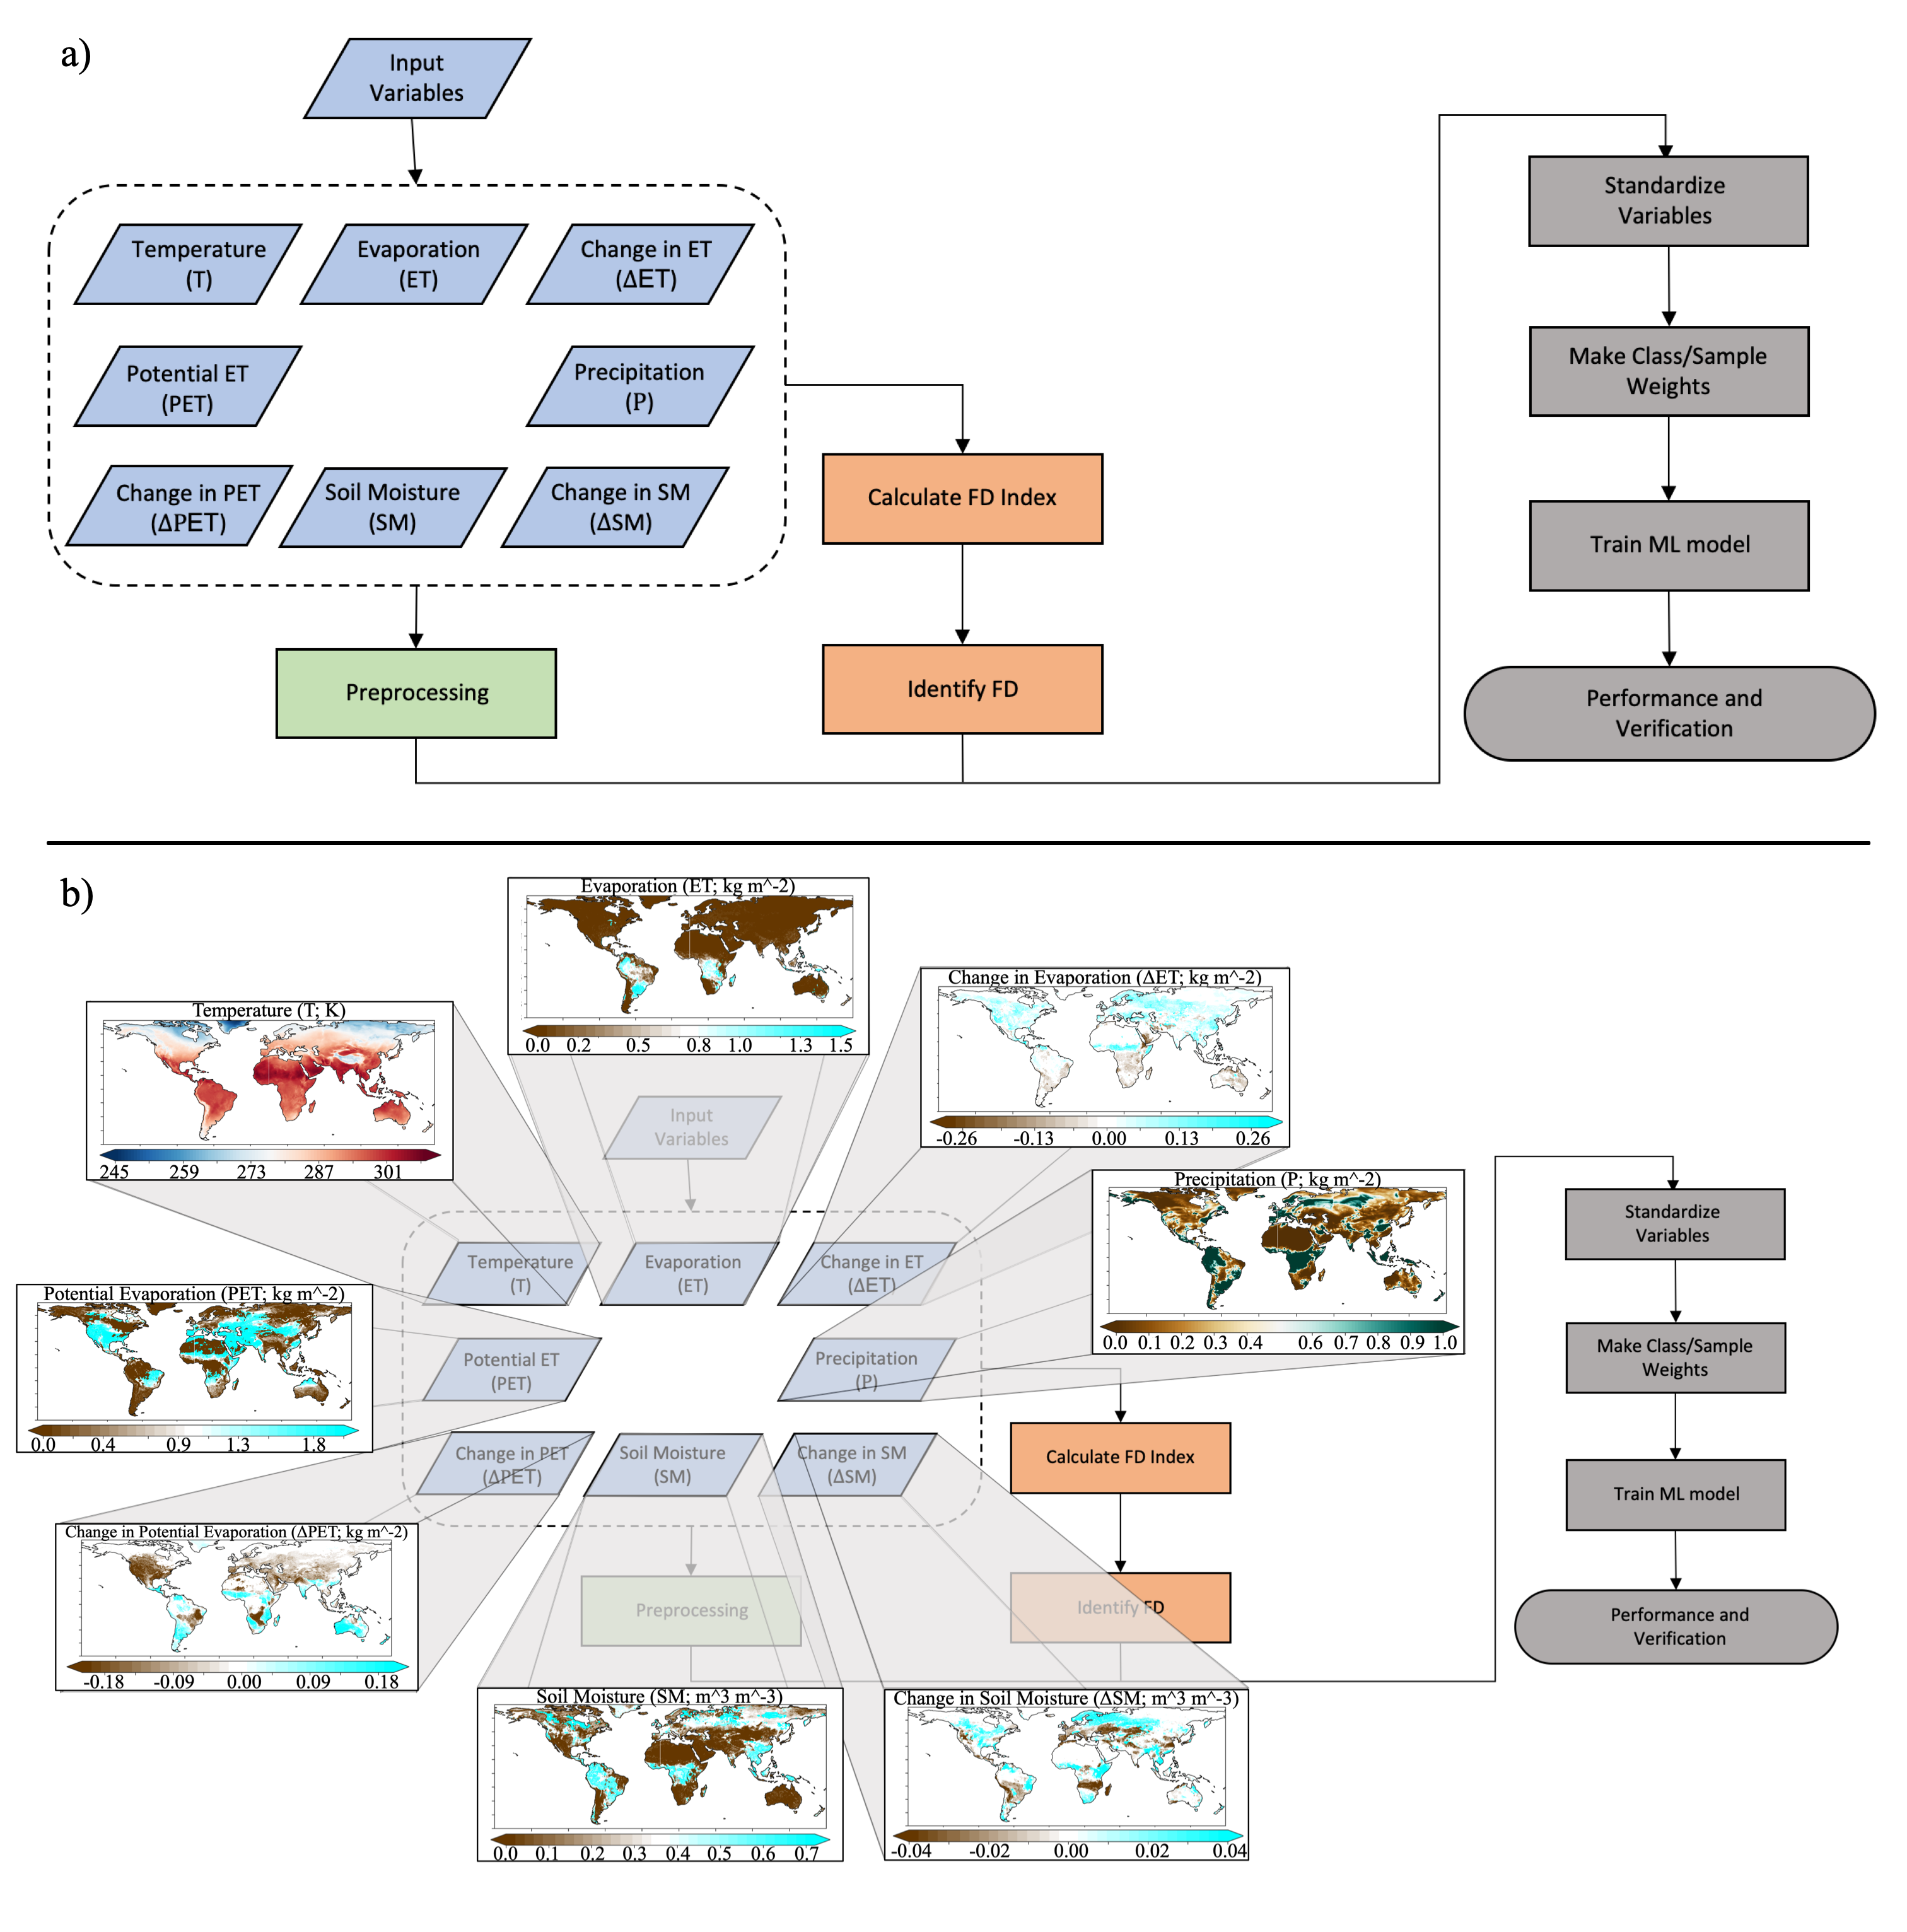 a)
Input
Variables
Temperature
(T)
Evaporation
(ET)
Change in ET
(ΔET)
Potential ET
(PET)
Precipitation
(P)
Change in PET
(ΔPET)
Soil Moisture
(SM)
Change in SM
(ΔSM)
Preprocessing
Calculate FD Index
Identify FD
Standardize
Variables
Make Class/Sample
Weights
Train ML model
Performance and
Verification
b)
Evaporation (ET; kg m^-2)
0.0 0.2 0.5 0.8 1.0 1.3 1.5
Change in Evaporation (ΔET; kg m^-2)
-0.26 -0.13 0.00 0.13 0.26
Temperature (T; K)
245 259 273 287 301
Precipitation (P; kg m^-2)
0.0 0.1 0.2 0.3 0.4 0.6 0.7 0.8 0.9 1.0
Potential Evaporation (PET; kg m^-2)
0.0 0.4 0.9 1.3 1.8
Change in Potential Evaporation (ΔPET; kg m^-2)
-0.18 -0.09 0.00 0.09 0.18
Soil Moisture (SM; m^3 m^-3)
0.0 0.1 0.2 0.3 0.4 0.5 0.6 0.7
Change in Soil Moisture (ΔSM; m^3 m^-3)
-0.04 -0.02 0.00 0.02 0.04
Input
Variables
Temperature
(T)
Evaporation
(ET)
Change in ET
(ΔET)
Potential ET
(PET)
Precipitation
(P)
Change in PET
(ΔPET)
Soil Moisture
(SM)
Change in SM
(ΔSM)
Preprocessing
Calculate FD Index
Identify FD
Standardize
Variables
Make Class/Sample
Weights
Train ML model
Performance and
Verification